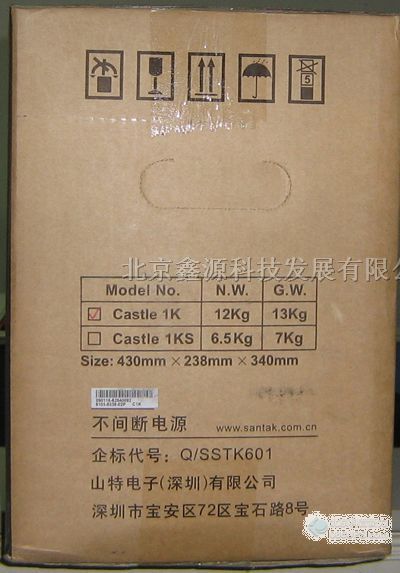 5
北京鑫源科技发展有限公
Model No. N.W. G.W.
Castle 1K 12Kg 13Kg
Castle 1KS 6.5Kg 7Kg
Size: 430mm×238mm×340mm
C1K
不间断电源 www.santak.com.cn
企标代号：Q/SSTK601
山特电子(深圳)有限公司
深圳市宝安区72区宝石路8号